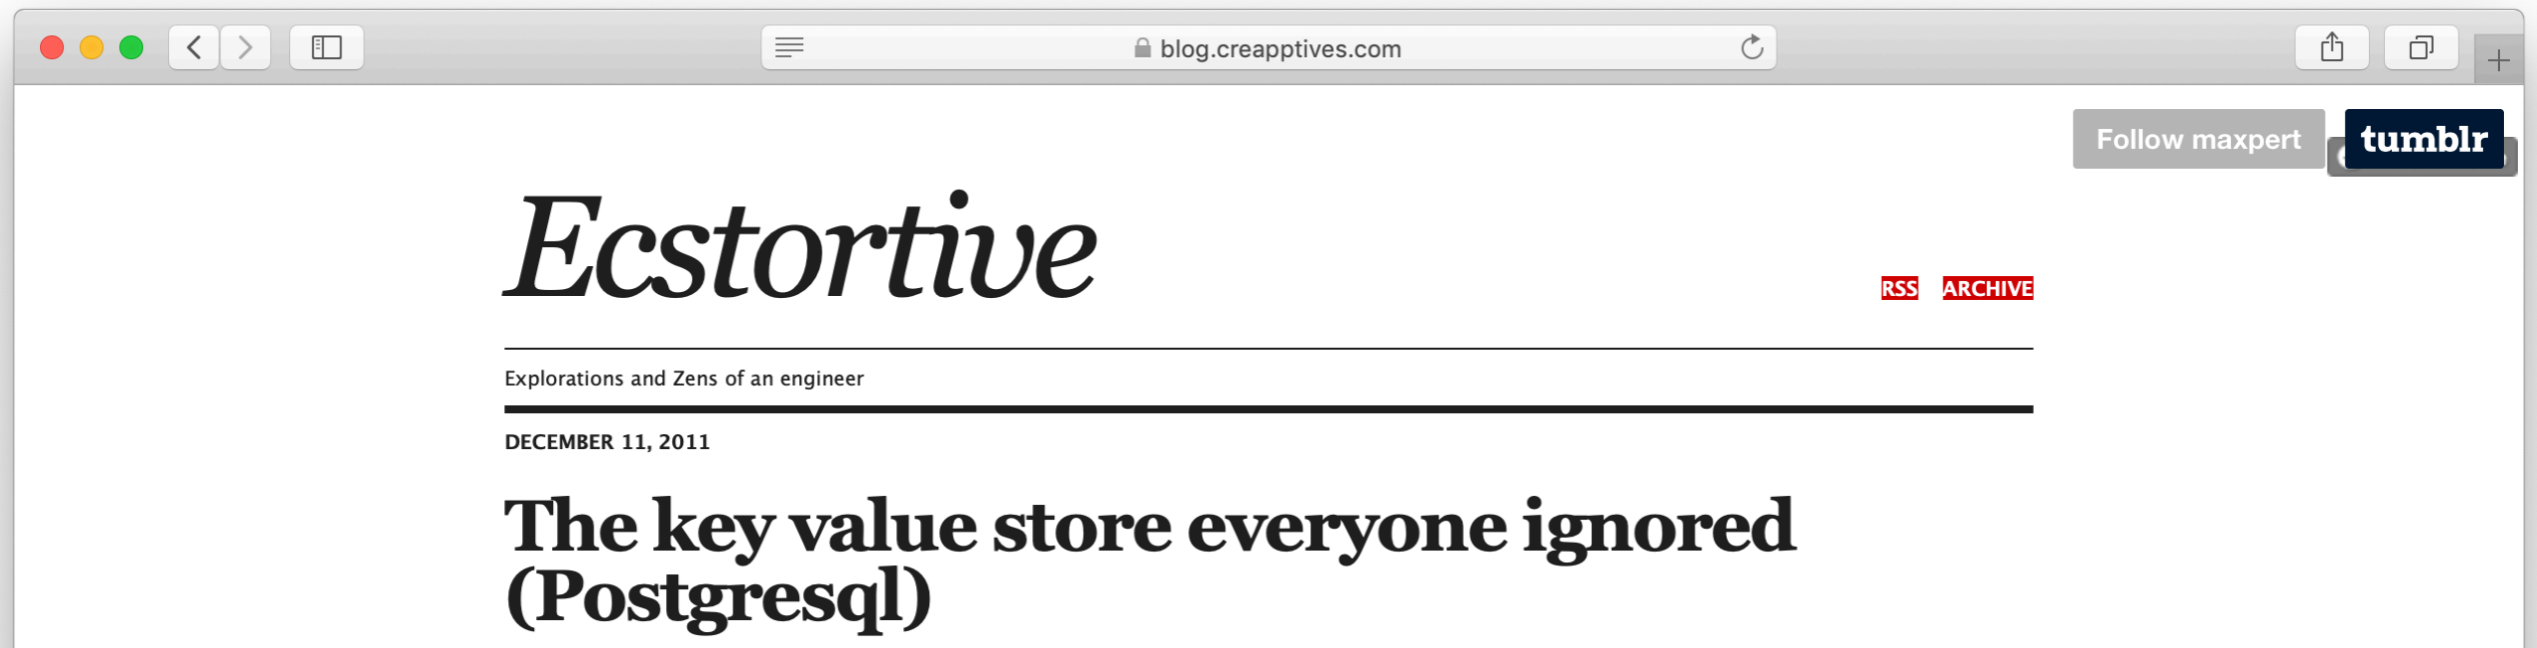 blog.creapptives.com
Follow maxpert
tumblr
Ecstortive
RSS ARCHIVE
Explorations and Zens of an engineer
DECEMBER 11, 2011
The key value store everyone ignored
(Postgresql)